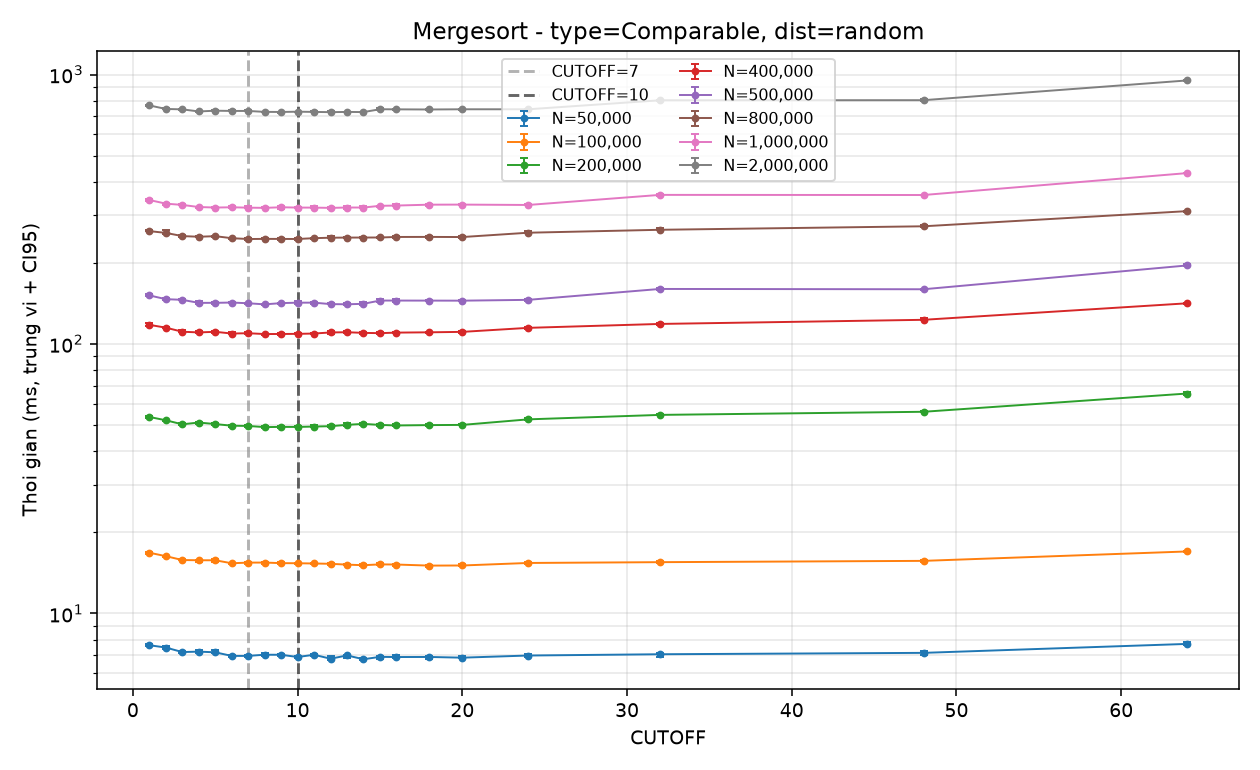 Mergesort - type=Comparable, dist=random
CUTOFF=7
CUTOFF=10
N=50,000
N=100,000
N=200,000
N=400,000
N=500,000
N=800,000
N=1,000,000
N=2,000,000
Thoi gian (ms, trung vi + CI95)
10³
10²
10¹
0 10 20 30 40 50 60
CUTOFF